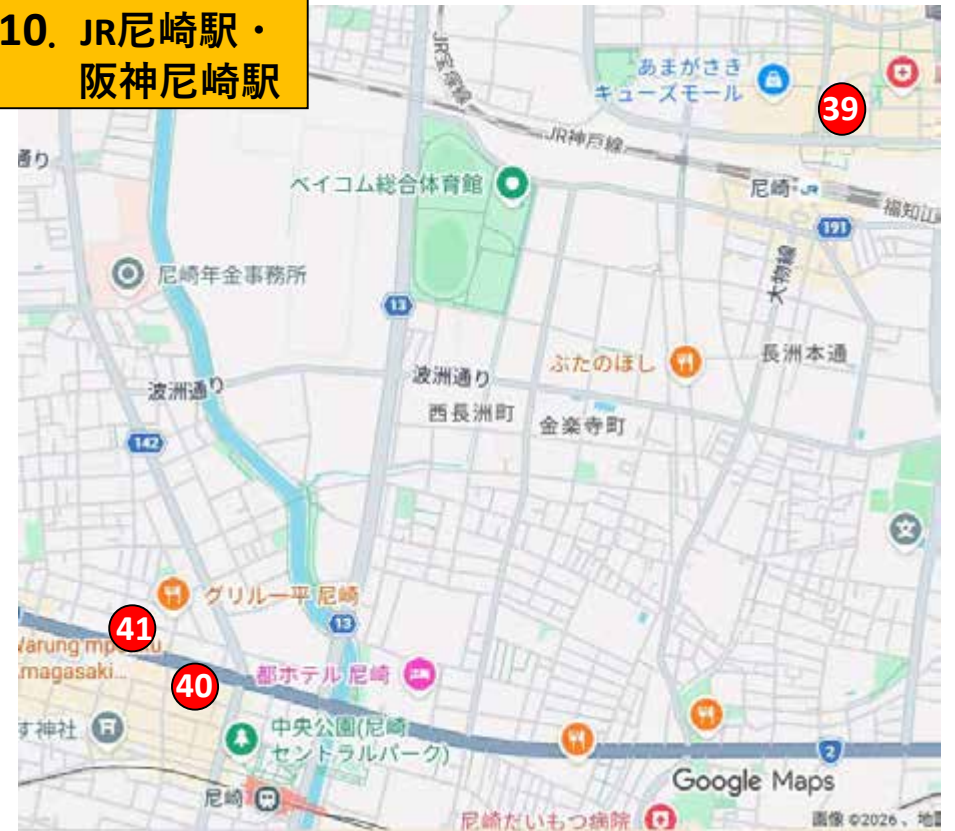 10. JR尼崎駅・
阪神尼崎駅
JR宝塚線
あまがさき
キューズモール
39
JR神戸線
通り
ベイコム総合体育館
尼崎
JR
福知山
191
尼崎年金事務所
大物線
13
ぶたのほし
長洲本通
波洲通り
波洲通り
西長洲町
金楽寺町
142
グリル一平 尼崎
41
13
magasaki...
40
都ホテル 尼崎
す神社
中央公園(尼崎
セントラルパーク)
2
Google Maps
尼崎
尼崎だいもつ病院
画像 ©2026、地図